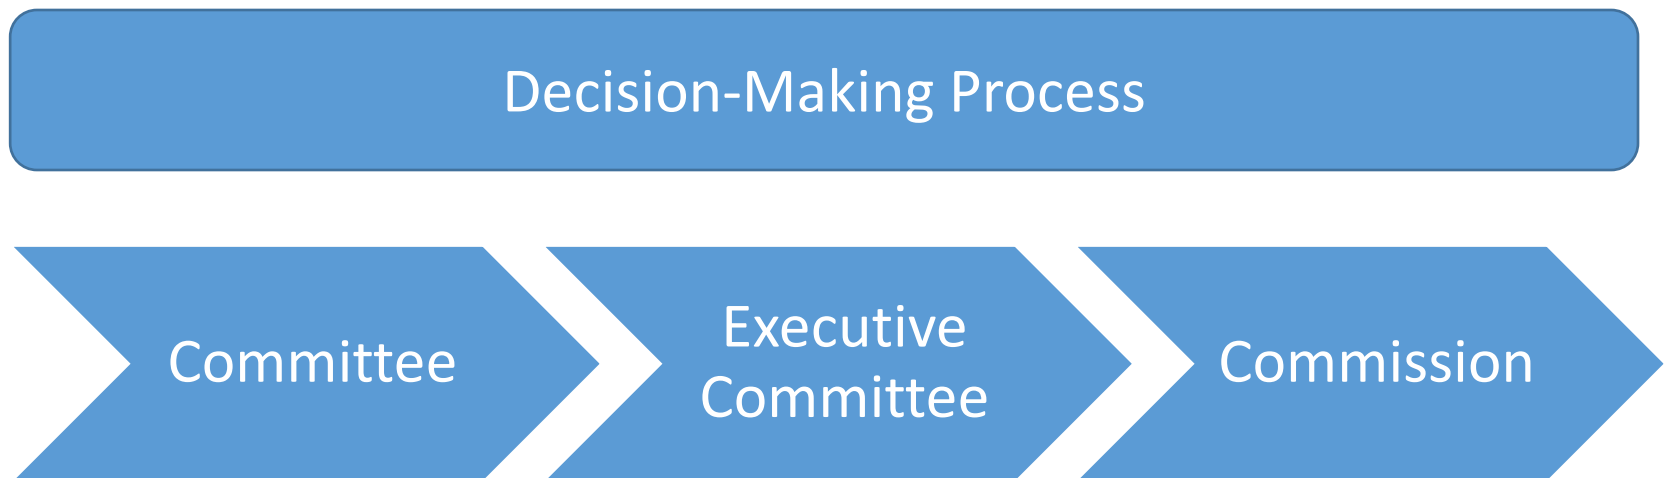 Decision-Making Process
Committee
Executive
Committee
Commission